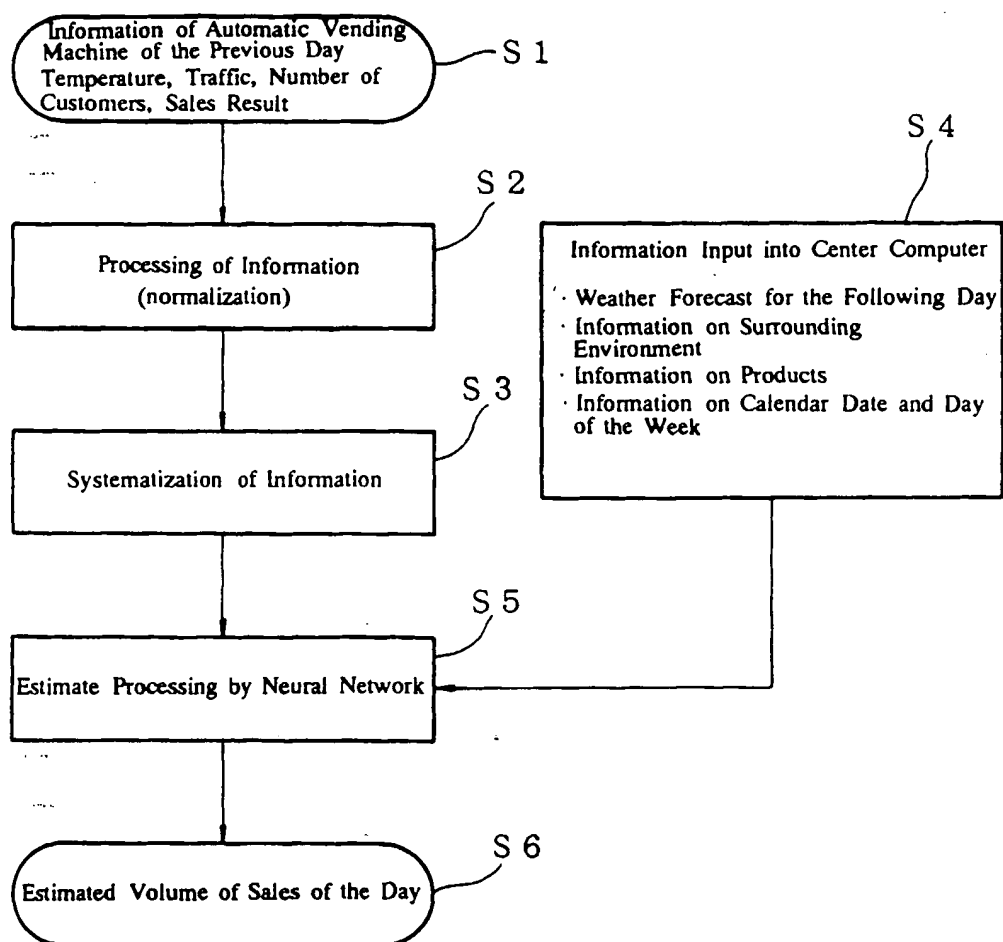 Information of Automatic Vending
Machine of the Previous Day
Temperature, Traffic, Number of
Customers, Sales Result
S 1
S 2
Processing of Information
(normalization)
S 3
Systematization of Information
S 4
Information Input into Center Computer
· Weather Forecast for the Following Day
· Information on Surrounding
Environment
· Information on Products
· Information on Calendar Date and Day
of the Week
S 5
Estimate Processing by Neural Network
S 6
Estimated Volume of Sales of the Day